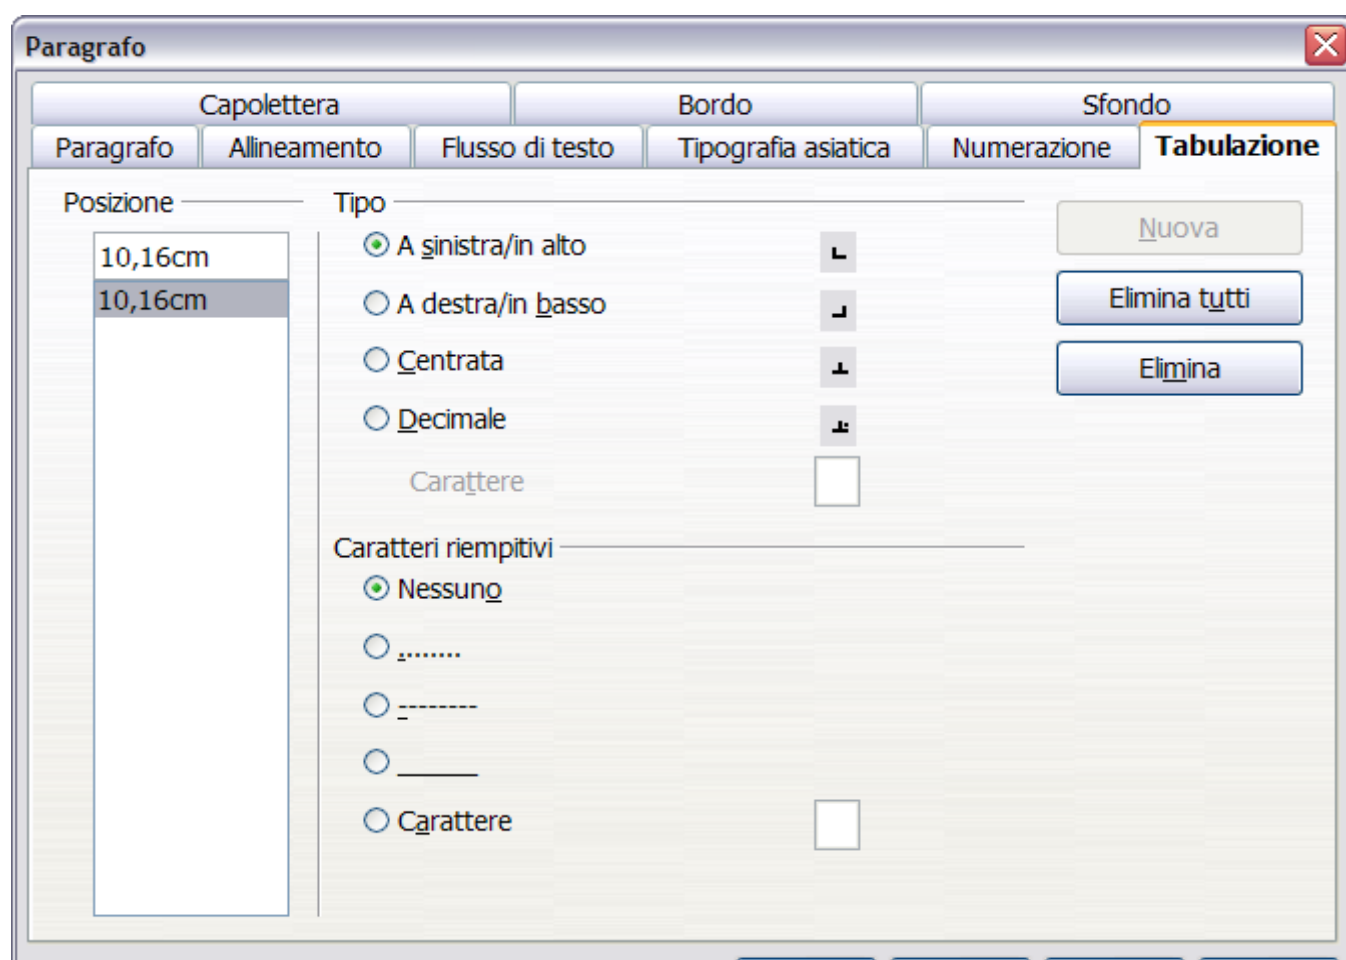 Paragrafo
Capolettera Bordo Sfondo
Paragrafo Allineamento Flusso di testo Tipografia asiatica Numerazione Tabulazione
Posizione Tipo
Nuova
10,16cm A sinistra/in alto
10,16cm A destra/in basso Elimina tutti
Centrata Elimina
Decimale
Carattere
Caratteri riempitivi
Nessuno
........
--------
______
Carattere